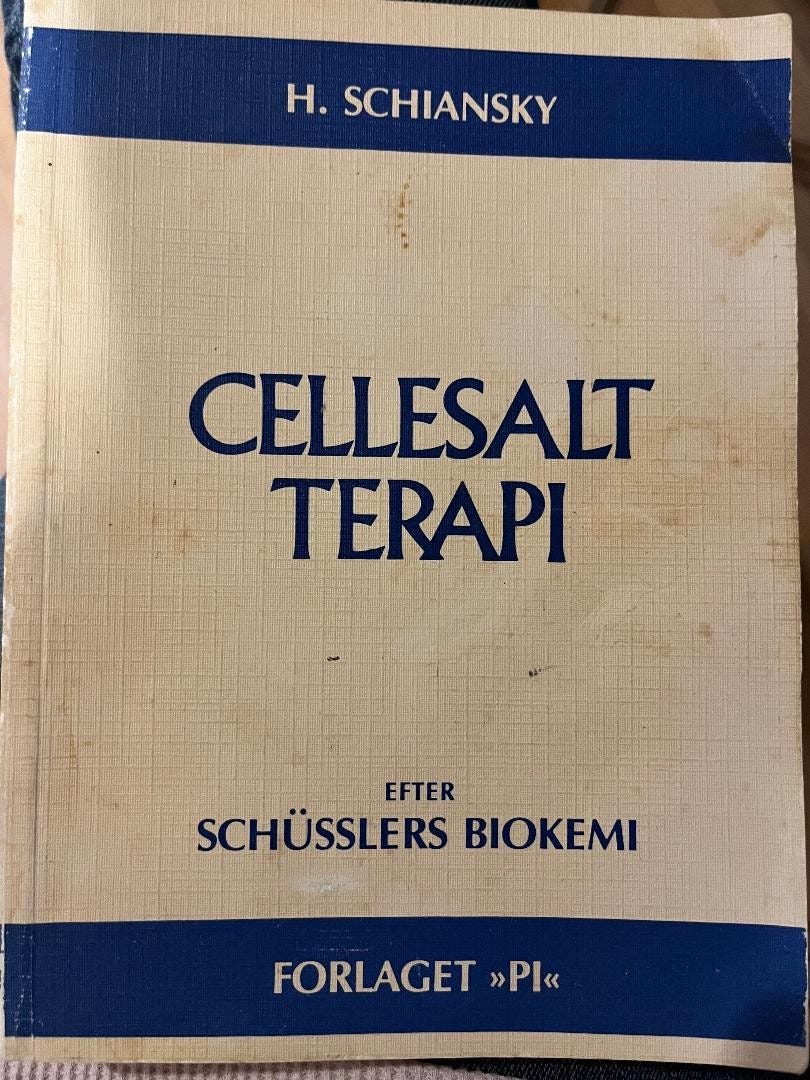 H. SCHIANSKY
CELLESALT
TERAPI
EFTER
SCHÜSSLERS BIOKEMI
FORLAGET »PI«